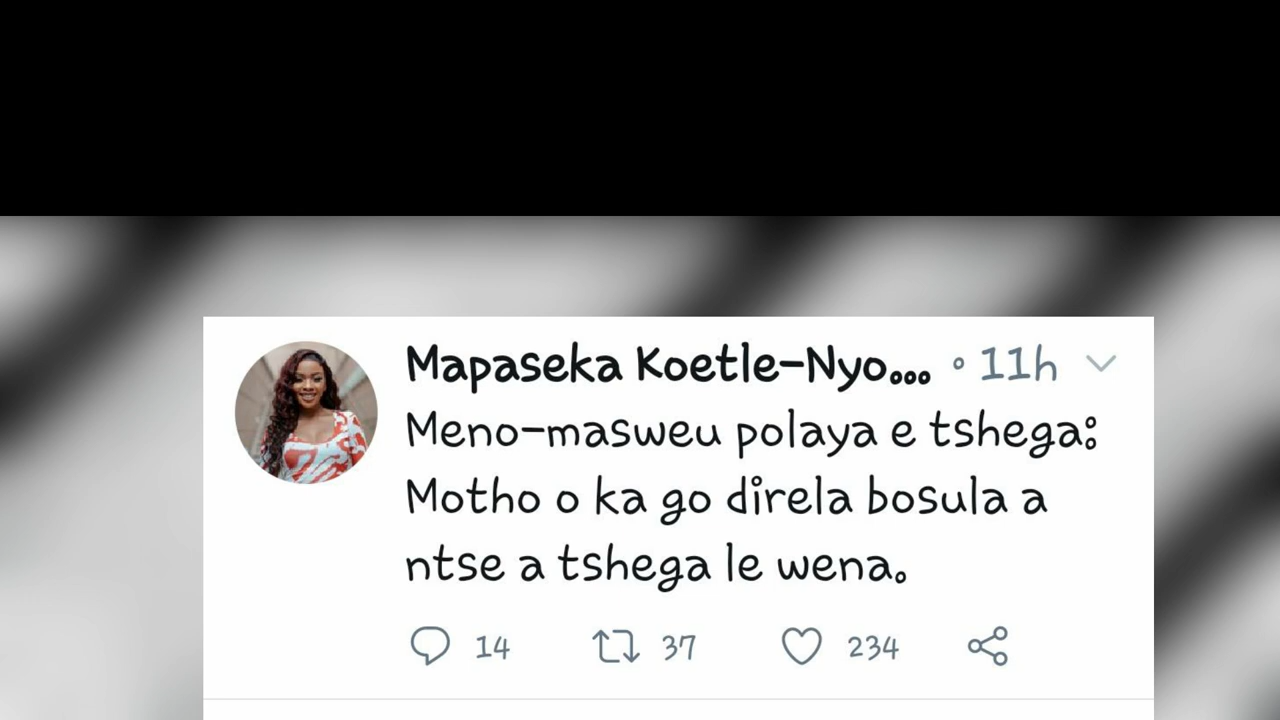 Mapaseka Koetle-Nyo... • 11h
Meno-masweu polaya e tshega:
Motho o ka go direla bosula a
ntse a tshega le wena.
14 37 234